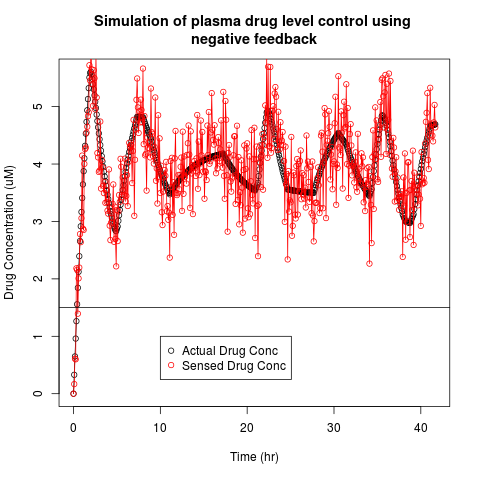 Simulation of plasma drug level control using
negative feedback
Drug Concentration (uM)
5
4
3
2
1
0
Actual Drug Conc
Sensed Drug Conc
0 10 20 30 40
Time (hr)